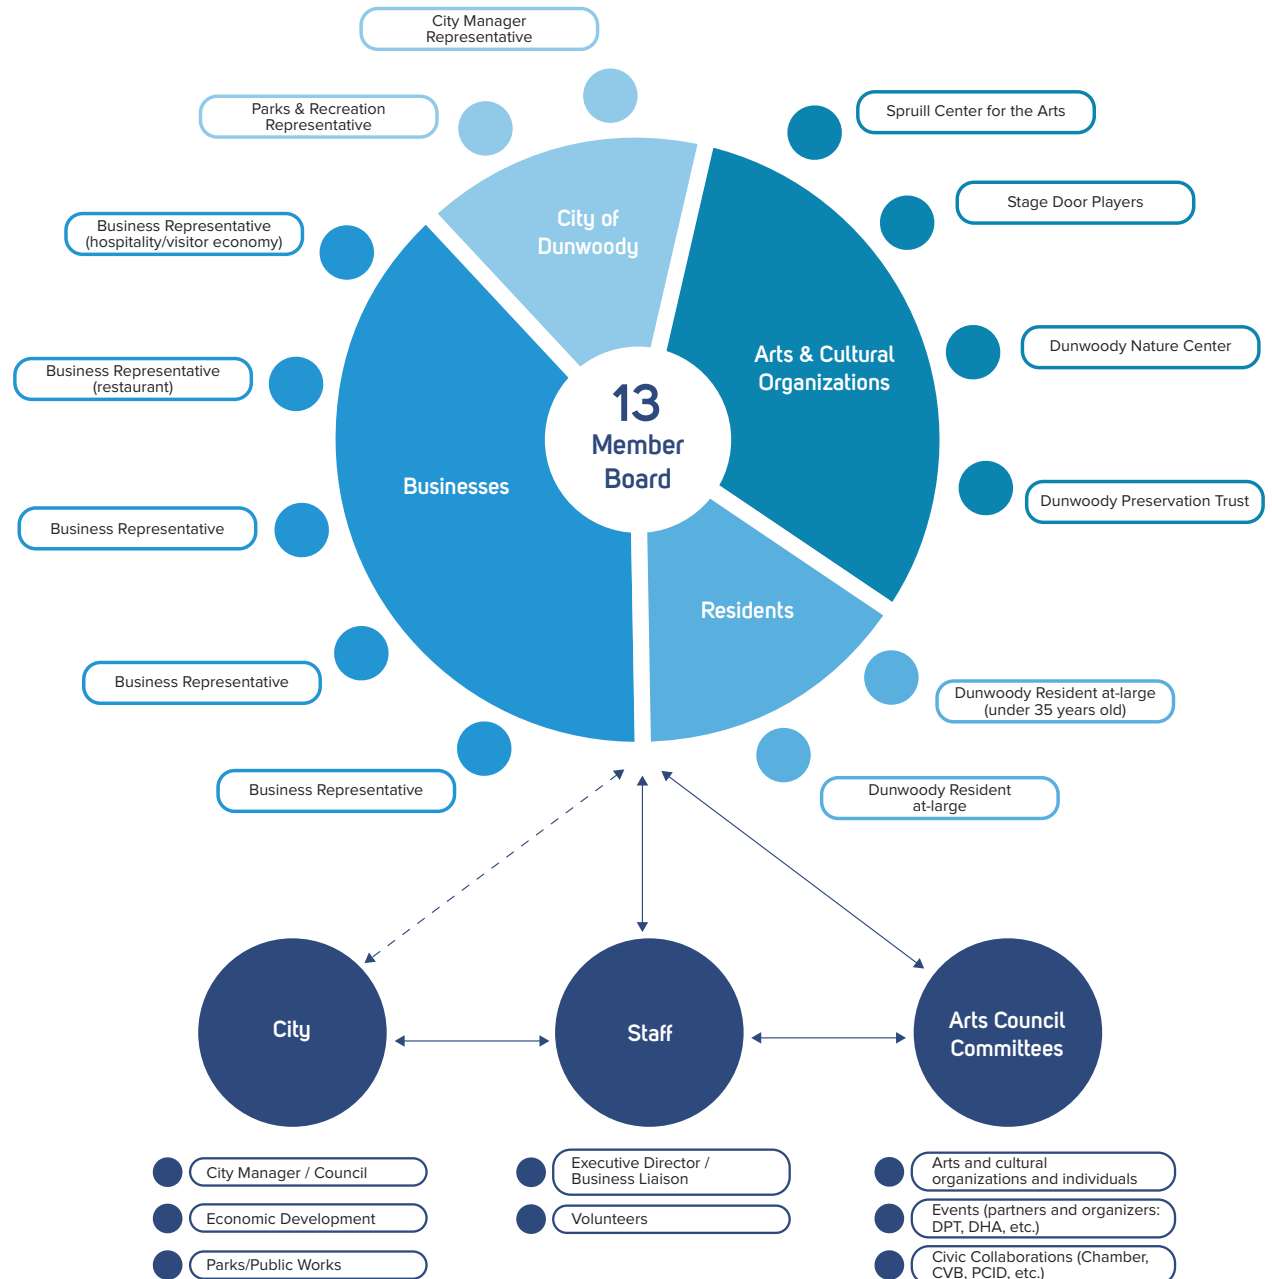 City Manager
Representative
Parks & Recreation
Representative
Spruill Center for the Arts
Stage Door Players
Business Representative
(hospitality/visitor economy)
City of
Dunwoody
Dunwoody Nature Center
Arts & Cultural
Organizations
Business Representative
(restaurant)
13
Member
Board
Businesses
Dunwoody Preservation Trust
Business Representative
Residents
Business Representative
Dunwoody Resident at-large
(under 35 years old)
Business Representative
Dunwoody Resident
at-large
City
Staff
Arts Council
Committees
City Manager / Council
Economic Development
Parks/Public Works
Executive Director /
Business Liaison
Volunteers
Arts and cultural
organizations and individuals
Events (partners and organizers:
DPT, DHA, etc.)
Civic Collaborations (Chamber,
CVB, PCID, etc.)